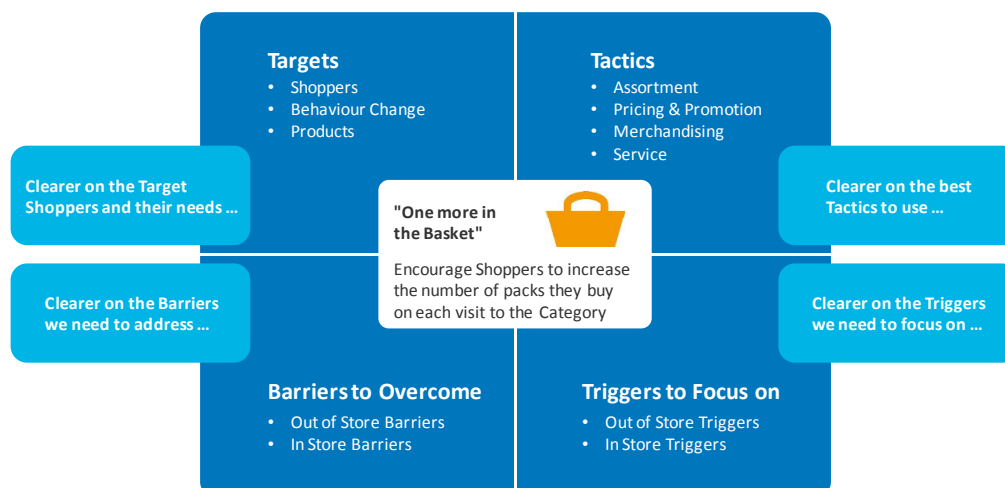 Targets
• Shoppers
• Behaviour Change
• Products
Tactics
• Assortment
• Pricing & Promotion
• Merchandising
• Service
Clearer on the Target
Shoppers and their needs ...
Clearer on the best
Tactics to use ...
"One more in
the Basket"
Encourage Shoppers to increase
the number of packs they buy
on each visit to the Category
Clearer on the Barriers
we need to address ...
Clearer on the Triggers
we need to focus on ...
Barriers to Overcome
• Out of Store Barriers
• In Store Barriers
Triggers to Focus on
• Out of Store Triggers
• In Store Triggers